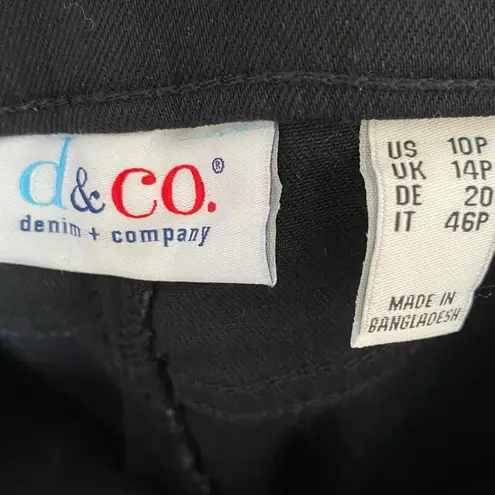 d&co.®
denim + company
US 10P
UK 14P
DE 20
IT 46P
MADE IN
BANGLADESH